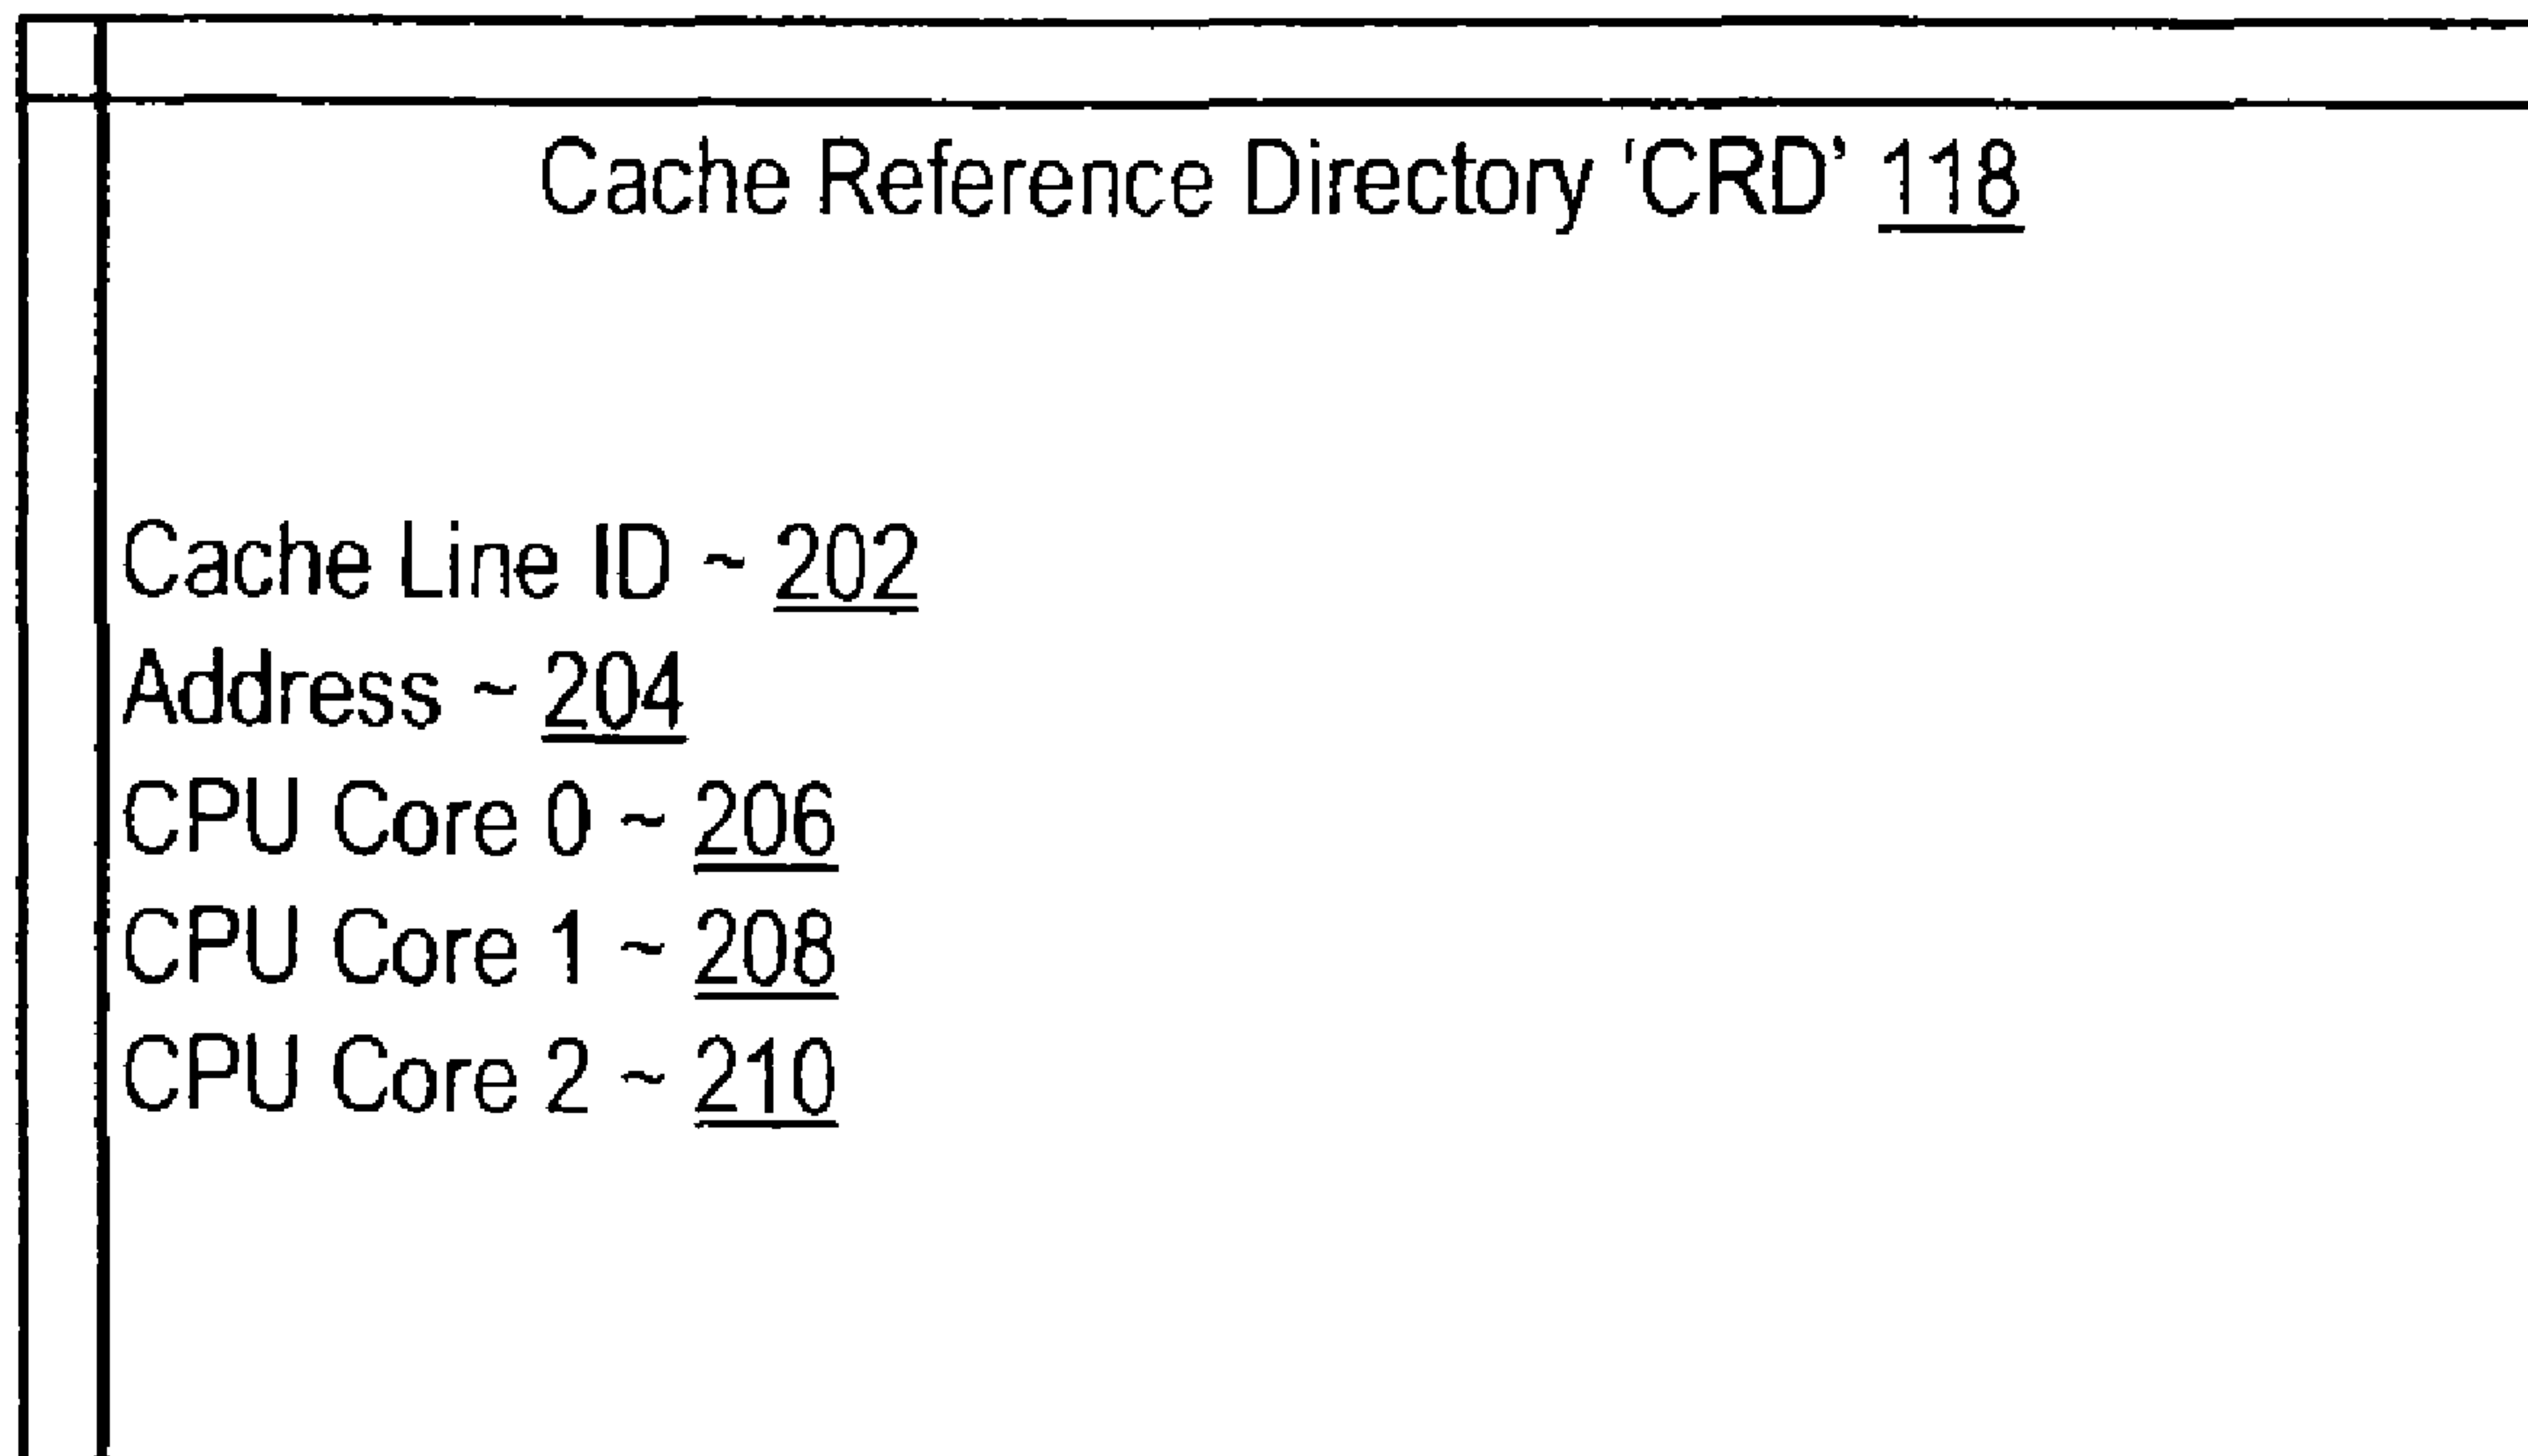 Cache Reference Directory 'CRD' 118
Cache Line ID ~ 202
Address ~ 204
CPU Core 0 ~ 206
CPU Core 1 ~ 208
CPU Core 2 ~ 210